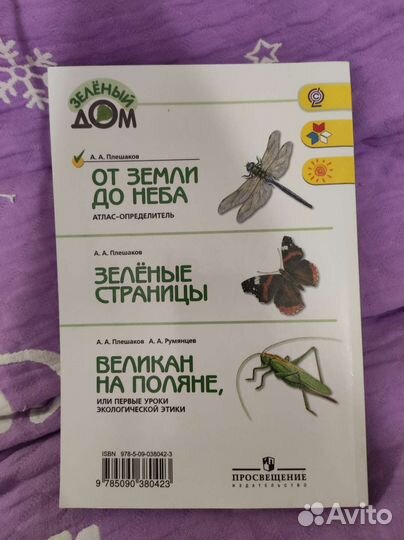 ЗЕЛЁНЫЙ
ДОМ
А. А. Плешаков
ОТ ЗЕМЛИ
ДО НЕБА
АТЛАС-ОПРЕДЕЛИТЕЛЬ
А. А. Плешаков
ЗЕЛЁНЫЕ
СТРАНИЦЫ
А. А. Плешаков А. А. Румянцев
ВЕЛИКАН
НА ПОЛЯНЕ,
ИЛИ ПЕРВЫЕ УРОКИ
ЭКОЛОГИЧЕСКОЙ ЭТИКИ
ISBN 978-5-09-038042-3
9 785090 380423
ПРОСВЕЩЕНИЕ
ИЗДАТЕЛЬСТВО
Avito